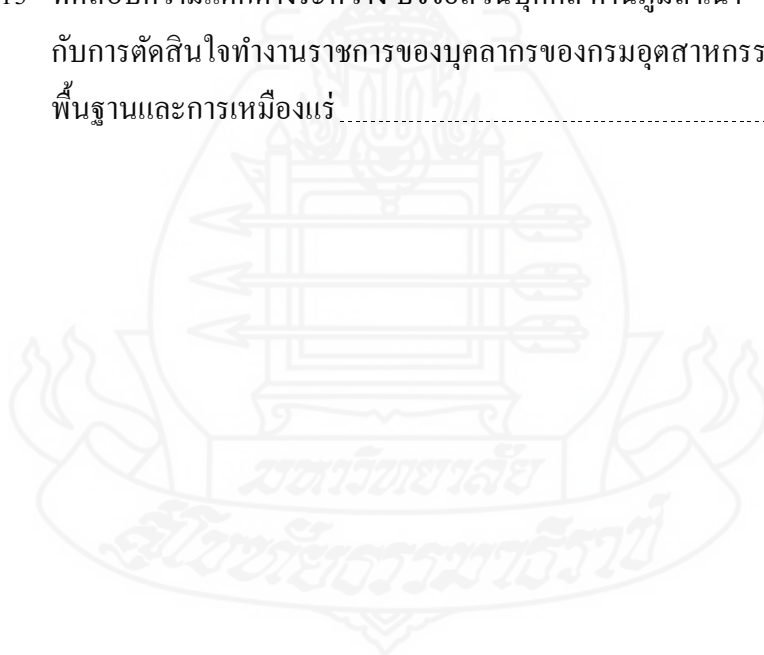 กับการตัดสินใจทำงานราชการของบุคลากรของกรมอุตสาหกรร
พื้นฐานและการเหมืองแร่
มหาวิทยาลัย
สุโขทัยธรรมาธิราช